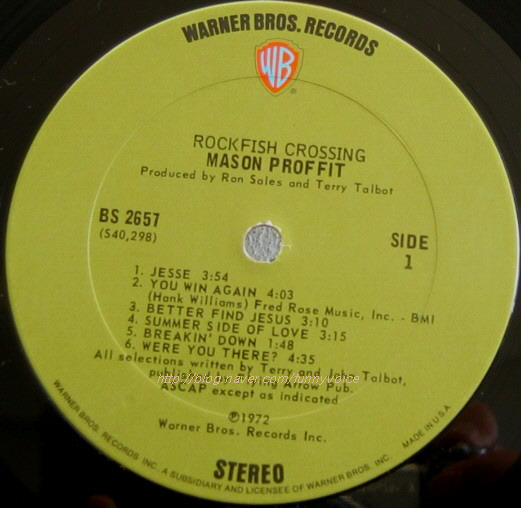 WARNER BROS. RECORDS
WB
®
ROCKFISH CROSSING
MASON PROFFIT
Produced by Ron Sales and Terry Talbot
BS 2657
(S40,298)
SIDE
1
1. JESSE 3:54
2. YOU WIN AGAIN 4:03
(Hank Williams) Fred Rose Music, Inc. - BMI
3. BETTER FIND JESUS 3:10
4. SUMMER SIDE OF LOVE 3:15
5. BREAKIN' DOWN 1:48
6. WERE YOU THERE? 4:35
All selections written by Terry and John Talbot,
published Arrow Pub.
http://blog.naver.com/funnyvoice
ASCAP except as indicated
℗1972
Warner Bros. Records Inc.
STEREO
WARNER BROS. RECORDS INC. A SUBSIDIARY AND LICENSEE OF WARNER BROS. INC. MADE IN U.S.A.